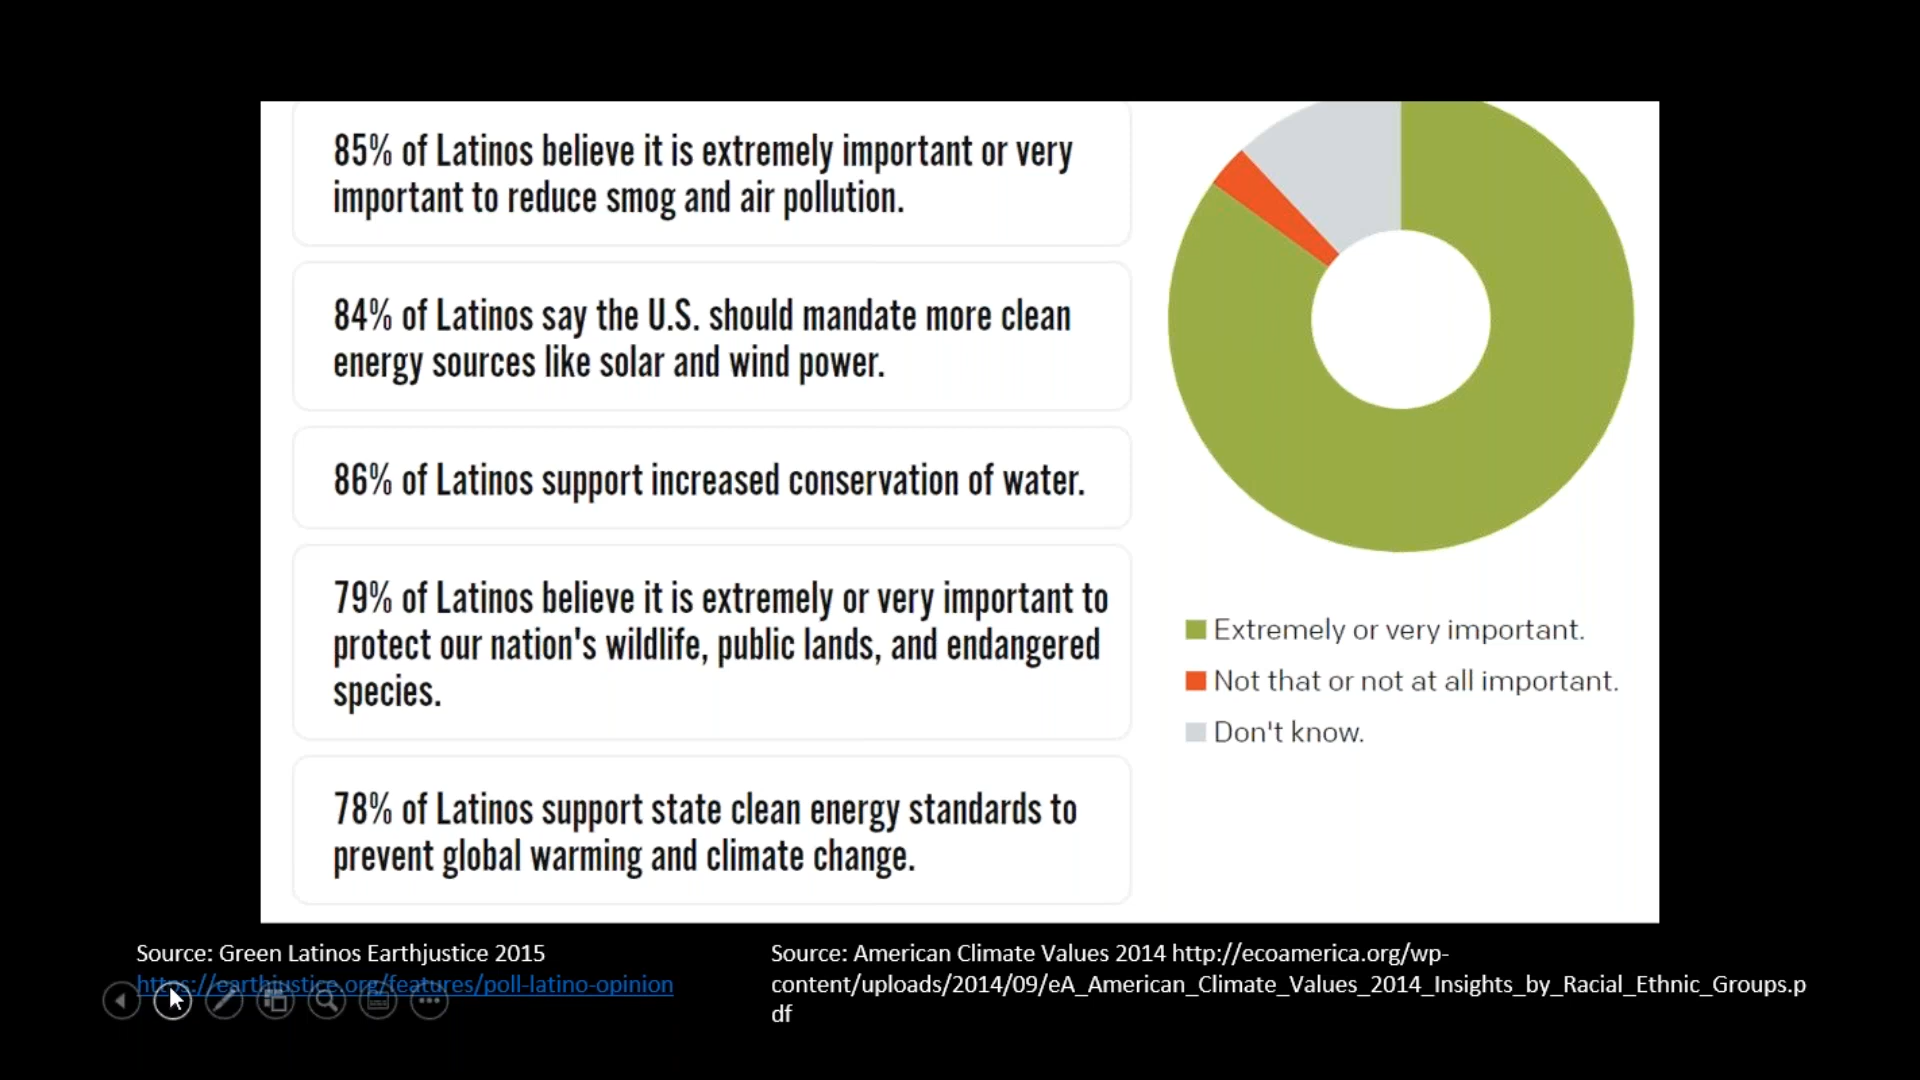 85% of Latinos believe it is extremely important or very
important to reduce smog and air pollution.
84% of Latinos say the U.S. should mandate more clean
energy sources like solar and wind power.
86% of Latinos support increased conservation of water.
79% of Latinos believe it is extremely or very important to
protect our nation's wildlife, public lands, and endangered
species.
78% of Latinos support state clean energy standards to
prevent global warming and climate change.
Extremely or very important.
Not that or not at all important.
Don't know.
Source: Green Latinos Earthjustice 2015
https://earthjustice.org/features/poll-latino-opinion
Source: American Climate Values 2014 http://ecoamerica.org/wp-
content/uploads/2014/09/eA_American_Climate_Values_2014_Insights_by_Racial_Ethnic_Groups.p
df